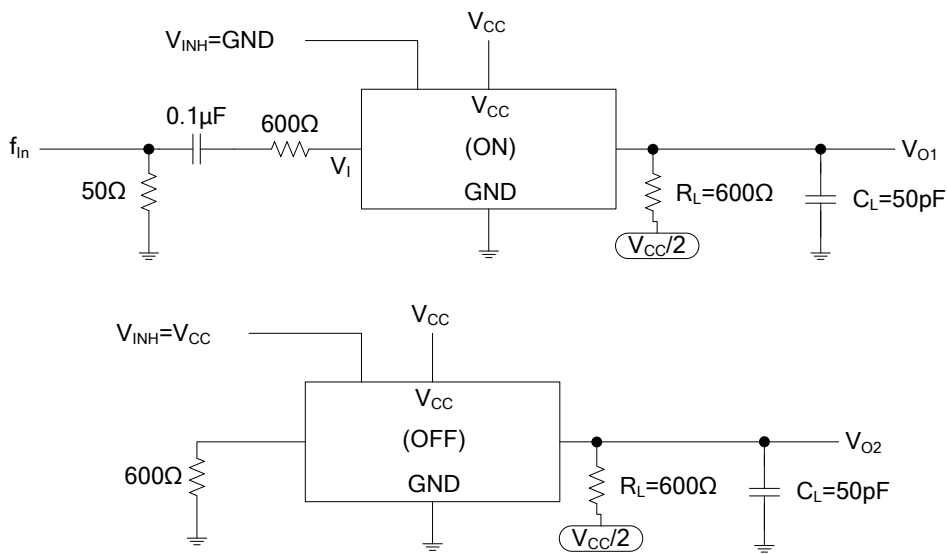 V_CC
V_INH=GND
0.1µF
600Ω
V_CC
f_In
(ON)
V_O1
V_I
50Ω
GND
R_L=600Ω
C_L=50pF
V_CC/2
V_CC
V_INH=V_CC
V_CC
(OFF)
V_O2
600Ω
GND
R_L=600Ω
C_L=50pF
V_CC/2